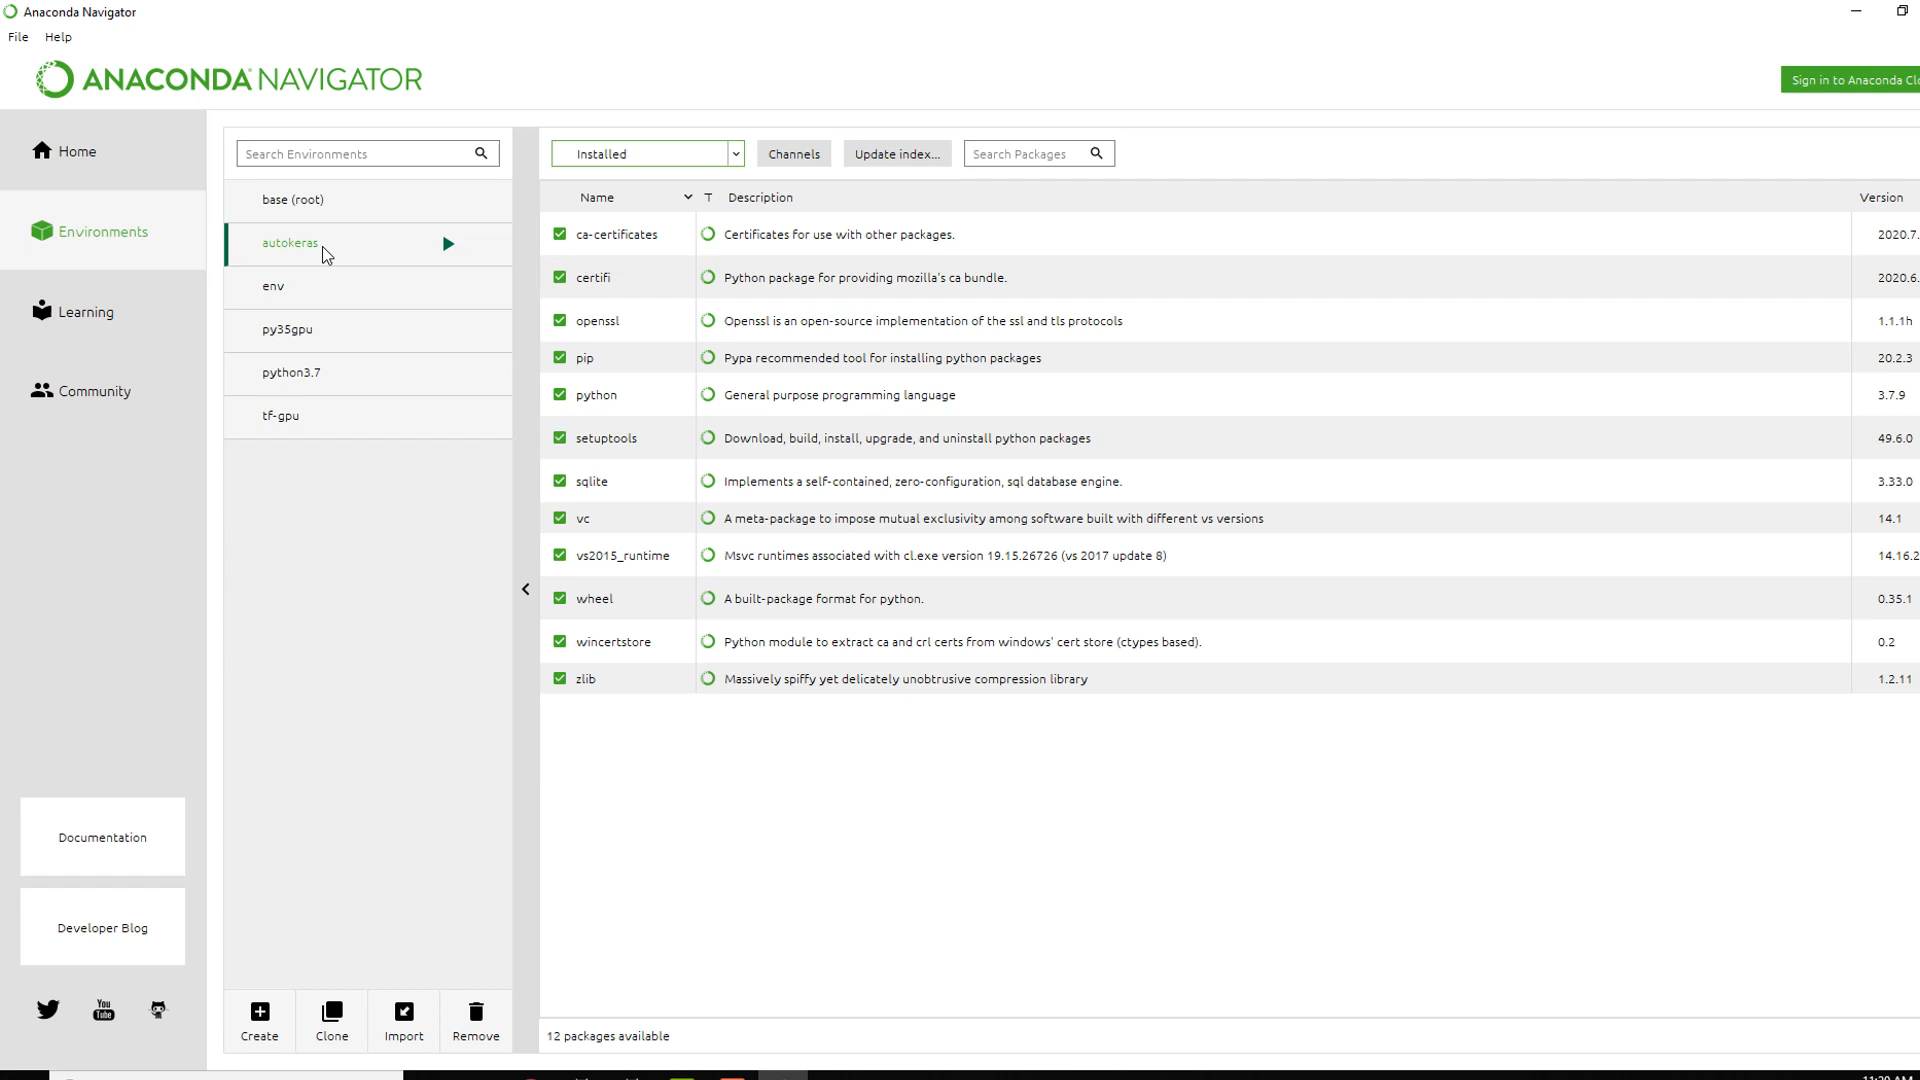 Anaconda Navigator
File Help
ANACONDA NAVIGATOR
Sign in to Anaconda Clo
Home
Environments
Learning
Community
Documentation
Developer Blog
You Tube
Search Environments
base (root)
autokeras
env
py35gpu
python3.7
tf-gpu
Create Clone Import Remove
Installed Channels Update index... Search Packages
Name T Description Version
ca-certificates Certificates for use with other packages. 2020.7.
certifi Python package for providing mozilla's ca bundle. 2020.6.
openssl Openssl is an open-source implementation of the ssl and tls protocols 1.1.1h
pip Pypa recommended tool for installing python packages 20.2.3
python General purpose programming language 3.7.9
setuptools Download, build, install, upgrade, and uninstall python packages 49.6.0
sqlite Implements a self-contained, zero-configuration, sql database engine. 3.33.0
vc A meta-package to impose mutual exclusivity among software built with different vs versions 14.1
vs2015_runtime Msvc runtimes associated with cl.exe version 19.15.26726 (vs 2017 update 8) 14.16.2
wheel A built-package format for python. 0.35.1
wincertstore Python module to extract ca and crl certs from windows' cert store (ctypes based). 0.2
zlib Massively spiffy yet delicately unobtrusive compression library 1.2.11
12 packages available